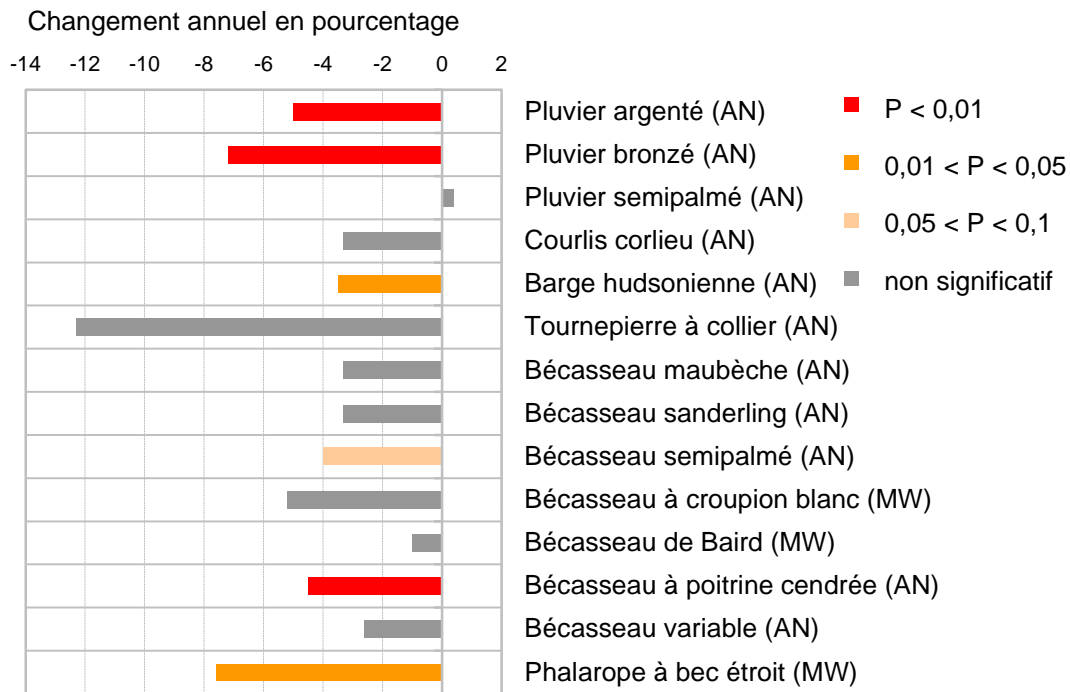 Changement annuel en pourcentage
-14 -12 -10 -8 -6 -4 -2 0 2
Pluvier argenté (AN)
Pluvier bronzé (AN)
Pluvier semipalmé (AN)
Courlis corlieu (AN)
Barge hudsonienne (AN)
Tournepierre à collier (AN)
Bécasseau maubèche (AN)
Bécasseau sanderling (AN)
Bécasseau semipalmé (AN)
Bécasseau à croupion blanc (MW)
Bécasseau de Baird (MW)
Bécasseau à poitrine cendrée (AN)
Bécasseau variable (AN)
Phalarope à bec étroit (MW)
P < 0,01
0,01 < P < 0,05
0,05 < P < 0,1
non significatif